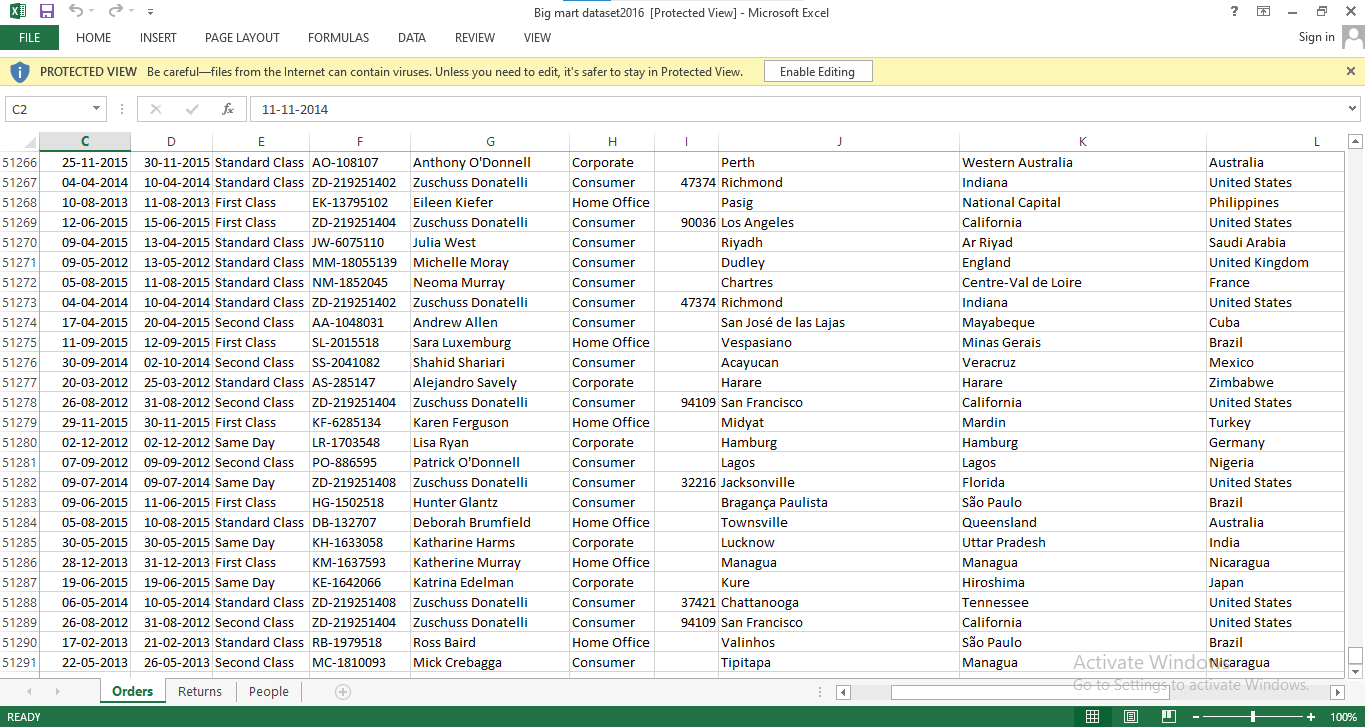 Big mart dataset2016 [Protected View] - Microsoft Excel
FILE HOME INSERT PAGE LAYOUT FORMULAS DATA REVIEW VIEW Sign in
PROTECTED VIEW Be careful—files from the Internet can contain viruses. Unless you need to edit, it's safer to stay in Protected View. Enable Editing
C2 fx 11-11-2014
C D E F G H I J K L
51266 25-11-2015 30-11-2015 Standard Class AO-108107 Anthony O'Donnell Corporate Perth Western Australia Australia
51267 04-04-2014 10-04-2014 Standard Class ZD-219251402 Zuschuss Donatelli Consumer 47374 Richmond Indiana United States
51268 10-08-2013 11-08-2013 First Class EK-13795102 Eileen Kiefer Home Office Pasig National Capital Philippines
51269 12-06-2015 15-06-2015 First Class ZD-219251404 Zuschuss Donatelli Consumer 90036 Los Angeles California United States
51270 09-04-2015 13-04-2015 Standard Class JW-6075110 Julia West Consumer Riyadh Ar Riyad Saudi Arabia
51271 09-05-2012 13-05-2012 Standard Class MM-18055139 Michelle Moray Consumer Dudley England United Kingdom
51272 05-08-2015 11-08-2015 Standard Class NM-1852045 Neoma Murray Consumer Chartres Centre-Val de Loire France
51273 04-04-2014 10-04-2014 Standard Class ZD-219251402 Zuschuss Donatelli Consumer 47374 Richmond Indiana United States
51274 17-04-2015 20-04-2015 Second Class AA-1048031 Andrew Allen Consumer San José de las Lajas Mayabeque Cuba
51275 11-09-2015 12-09-2015 First Class SL-2015518 Sara Luxemburg Home Office Vespasiano Minas Gerais Brazil
51276 30-09-2014 02-10-2014 Second Class SS-2041082 Shahid Shariari Consumer Acayucan Veracruz Mexico
51277 20-03-2012 25-03-2012 Standard Class AS-285147 Alejandro Savely Corporate Harare Harare Zimbabwe
51278 26-08-2012 31-08-2012 Second Class ZD-219251404 Zuschuss Donatelli Consumer 94109 San Francisco California United States
51279 29-11-2015 30-11-2015 First Class KF-6285134 Karen Ferguson Home Office Midyat Mardin Turkey
51280 02-12-2012 02-12-2012 Same Day LR-1703548 Lisa Ryan Corporate Hamburg Hamburg Germany
51281 07-09-2012 09-09-2012 Second Class PO-886595 Patrick O'Donnell Consumer Lagos Lagos Nigeria
51282 09-07-2014 09-07-2014 Same Day ZD-219251408 Zuschuss Donatelli Consumer 32216 Jacksonville Florida United States
51283 09-06-2015 11-06-2015 First Class HG-1502518 Hunter Glantz Consumer Bragança Paulista São Paulo Brazil
51284 05-08-2015 10-08-2015 Standard Class DB-132707 Deborah Brumfield Home Office Townsville Queensland Australia
51285 30-05-2015 30-05-2015 Same Day KH-1633058 Katharine Harms Corporate Lucknow Uttar Pradesh India
51286 28-12-2013 31-12-2013 First Class KM-1637593 Katherine Murray Home Office Managua Managua Nicaragua
51287 19-06-2015 19-06-2015 Same Day KE-1642066 Katrina Edelman Corporate Kure Hiroshima Japan
51288 06-05-2014 10-05-2014 Standard Class ZD-219251408 Zuschuss Donatelli Consumer 37421 Chattanooga Tennessee United States
51289 26-08-2012 31-08-2012 Second Class ZD-219251404 Zuschuss Donatelli Consumer 94109 San Francisco California United States
51290 17-02-2013 21-02-2013 Standard Class RB-1979518 Ross Baird Home Office Valinhos São Paulo Brazil
51291 22-05-2013 26-05-2013 Second Class MC-1810093 Mick Crebagga Consumer Tipitapa Managua Nicaragua
Activate Windows
Go to Settings to activate Windows.
Orders Returns People
READY 100%